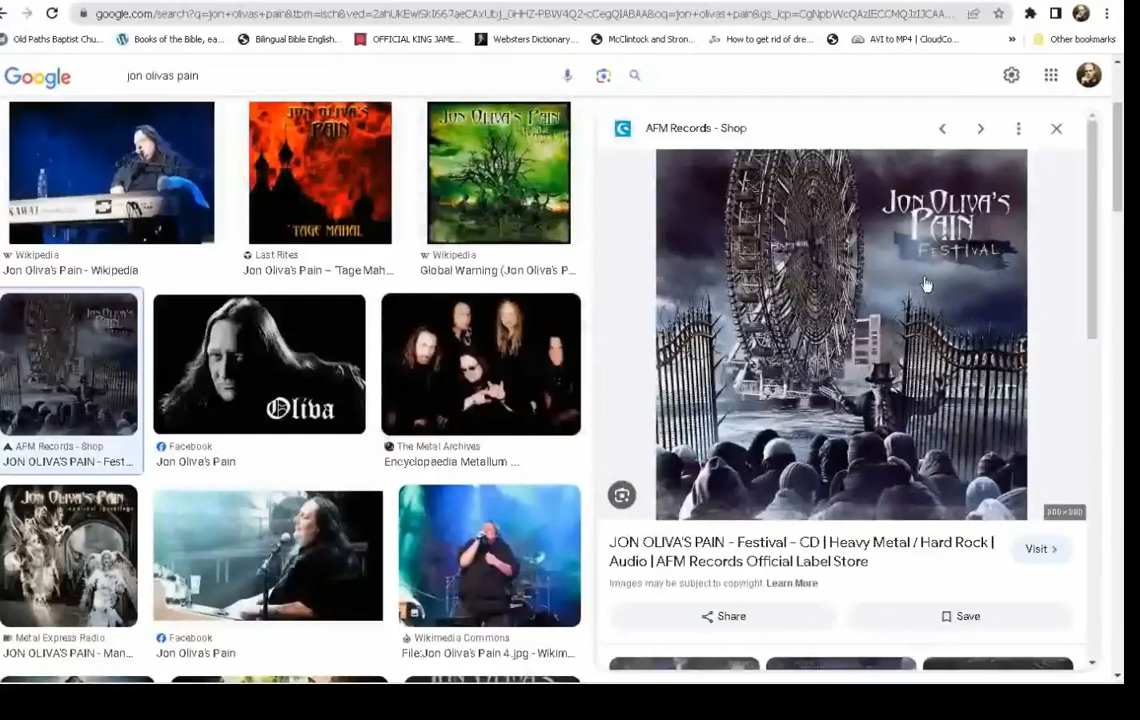 Old Paths Baptist Chu...
Books of the Bible, ea...
Bilingual Bible English...
OFFICIAL KING JAME...
Websters Dictionary...
McClintock and Stron...
How to get rid of dre...
AVI to MP4 | CloudCo...
»
Other bookmarks
Google
jon olivas pain
AFM Records - Shop
JON OLIVA'S
PAIN
'TAGE MAHAL
JON OLIVA'S PAIN
KAWAI
JON OLIVA'S
PAIN
FESTIVAL
Wikipedia
Jon Oliva's Pain - Wikipedia
Last Rites
Jon Oliva's Pain – 'Tage Mah...
Wikipedia
Global Warning (Jon Oliva's P...
Oliva
AFM Records - Shop
JON OLIVA'S PAIN - Fest...
Facebook
Jon Oliva's Pain
The Metal Archives
Encyclopaedia Metallum ...
JON OLIVA'S PAIN
Metal Express Radio
JON OLIVA'S PAIN - Man...
Facebook
Jon Oliva's Pain
Wikimedia Commons
File:Jon Oliva's Pain 4.jpg - Wikim...
JON OLIVA'S PAIN - Festival - CD | Heavy Metal / Hard Rock |
Audio | AFM Records Official Label Store
Visit >
Images may be subject to copyright. Learn More
Share
Save